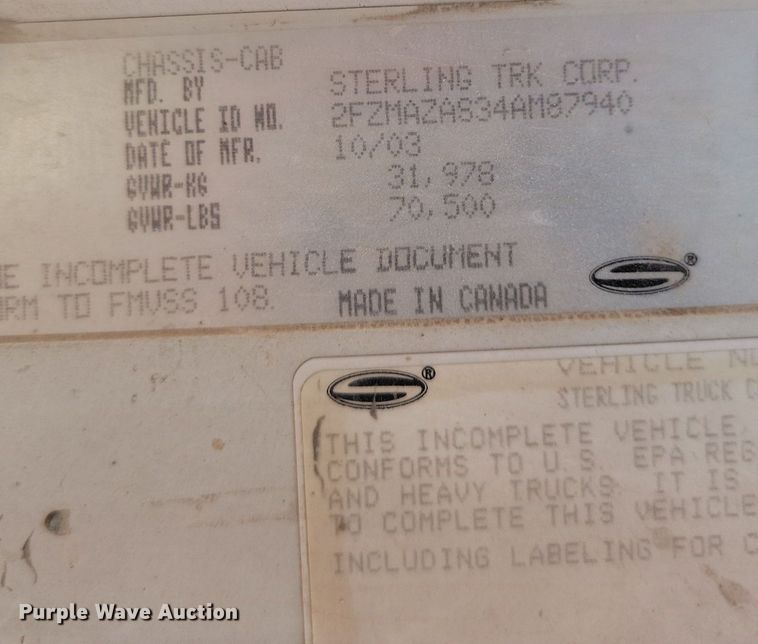 CHASSIS-CAB
MFD. BY STERLING TRK CORP.
VEHICLE ID NO. 2FZMAZAS34AM87940
DATE OF MFR. 10/03
GVWR-KG 31,978
GVWR-LBS 70,500
E INCOMPLETE VEHICLE DOCUMENT
RM TO FMVSS 108. MADE IN CANADA
®
®
VEHICLE NO
STERLING TRUCK C
THIS INCOMPLETE VEHICLE,
CONFORMS TO U.S. EPA REG
AND HEAVY TRUCKS. IT IS
TO COMPLETE THIS VEHICLE
INCLUDING LABELING FOR C
Purple Wave Auction